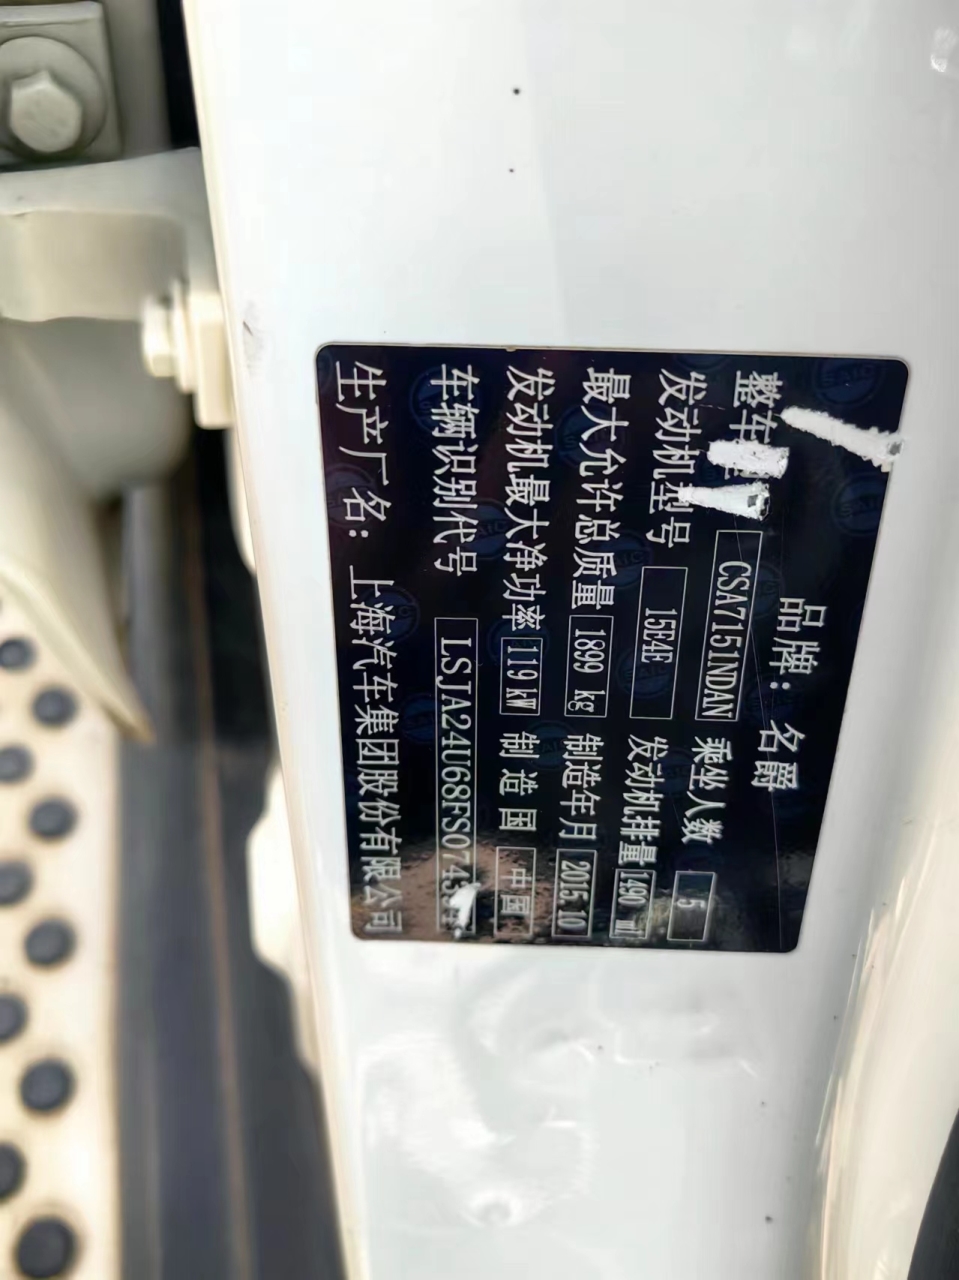 品牌：名爵
整车 CSA7151NDAN 乘坐人数 5
发动机型号 15E4E 发动机排量 1490 ml
最大允许总质量 1899 kg 制造年月 2015.10
发动机最大净功率 119 kW 制造国 中国
车辆识别代号 LSJA24U68FS074
生产厂名：上海汽车集团股份有限公司